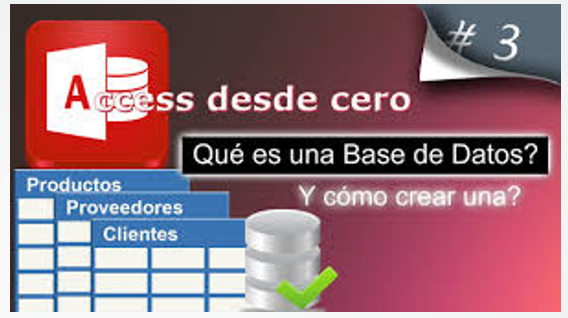 # 3
Access desde cero
Qué es una Base de Datos?
Y cómo crear una?
Productos
Proveedores
Clientes